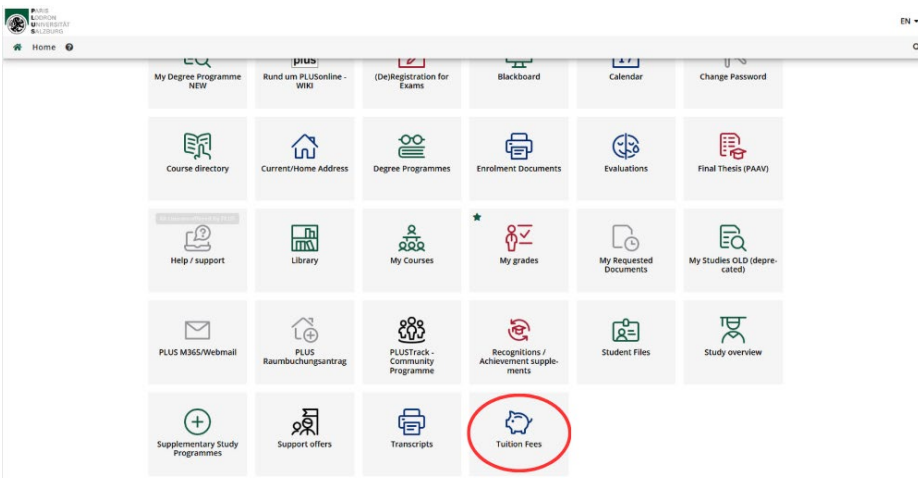 PARIS
LODRON
UNIVERSITÄT
SALZBURG
EN
Home
17
plus
My Degree Programme
NEW
Rund um PLUSonline -
WIKI
(De)Registration for
Exams
Blackboard
Calendar
Change Password
Course directory
Current/Home Address
Degree Programmes
Enrolment Documents
Evaluations
Final Thesis (PAAV)
Help / support
Library
My Courses
My grades
My Requested
Documents
My Studies OLD (depre-
cated)
PLUS M365/Webmail
PLUS
Raumbuchungsantrag
PLUSTrack -
Community
Programme
Recognitions /
Achievement supple-
ments
Student Files
Study overview
Supplementary Study
Programmes
Support offers
Transcripts
Tuition Fees